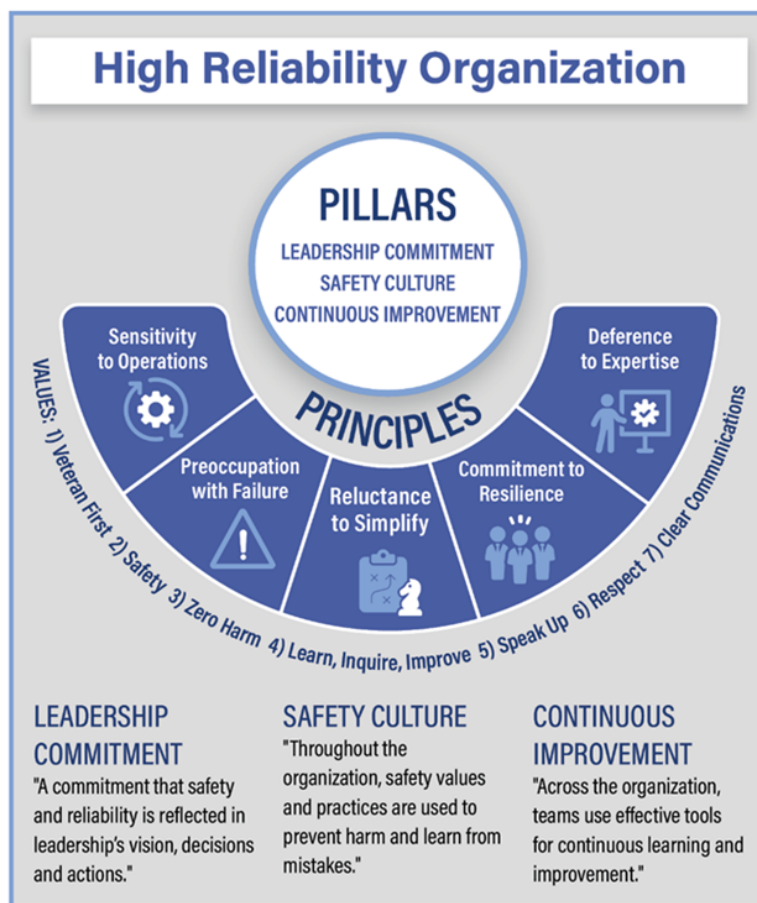 High Reliability Organization
PILLARS
LEADERSHIP COMMITMENT
SAFETY CULTURE
CONTINUOUS IMPROVEMENT
PRINCIPLES
Sensitivity
to Operations
Preoccupation
with Failure
Reluctance
to Simplify
Commitment to
Resilience
Deference
to Expertise
VALUES: 1) Veteran First 2) Safety 3) Zero Harm 4) Learn, Inquire, Improve 5) Speak Up 6) Respect 7) Clear Communications
LEADERSHIP
COMMITMENT
"A commitment that safety
and reliability is reflected in
leadership's vision, decisions
and actions."
SAFETY CULTURE
"Throughout the
organization, safety values
and practices are used to
prevent harm and learn from
mistakes."
CONTINUOUS
IMPROVEMENT
"Across the organization,
teams use effective tools
for continuous learning and
improvement."